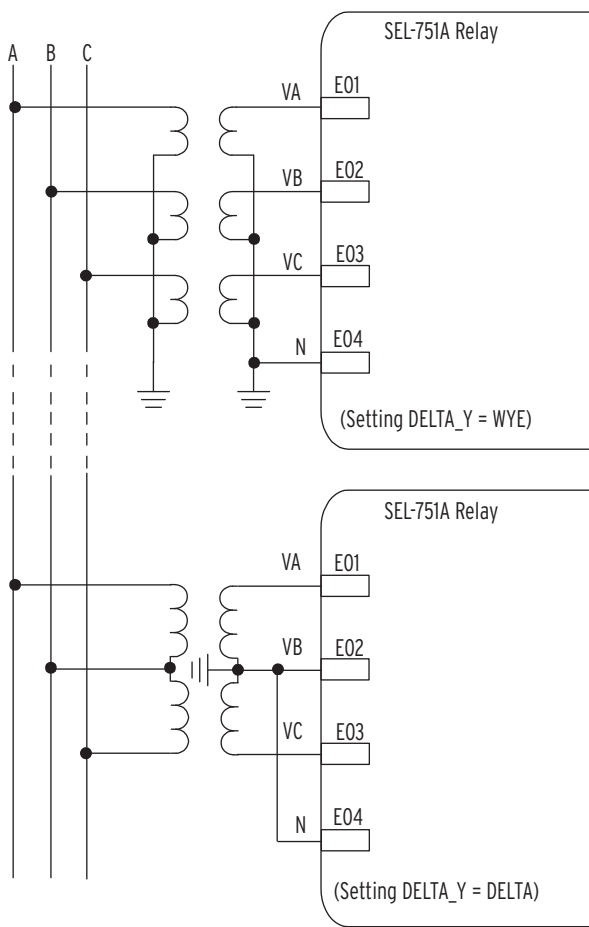 SEL-751A Relay
A B C
VA E01
VB E02
VC E03
N E04
(Setting DELTA_Y = WYE)
SEL-751A Relay
VA E01
VB E02
VC E03
N E04
(Setting DELTA_Y = DELTA)